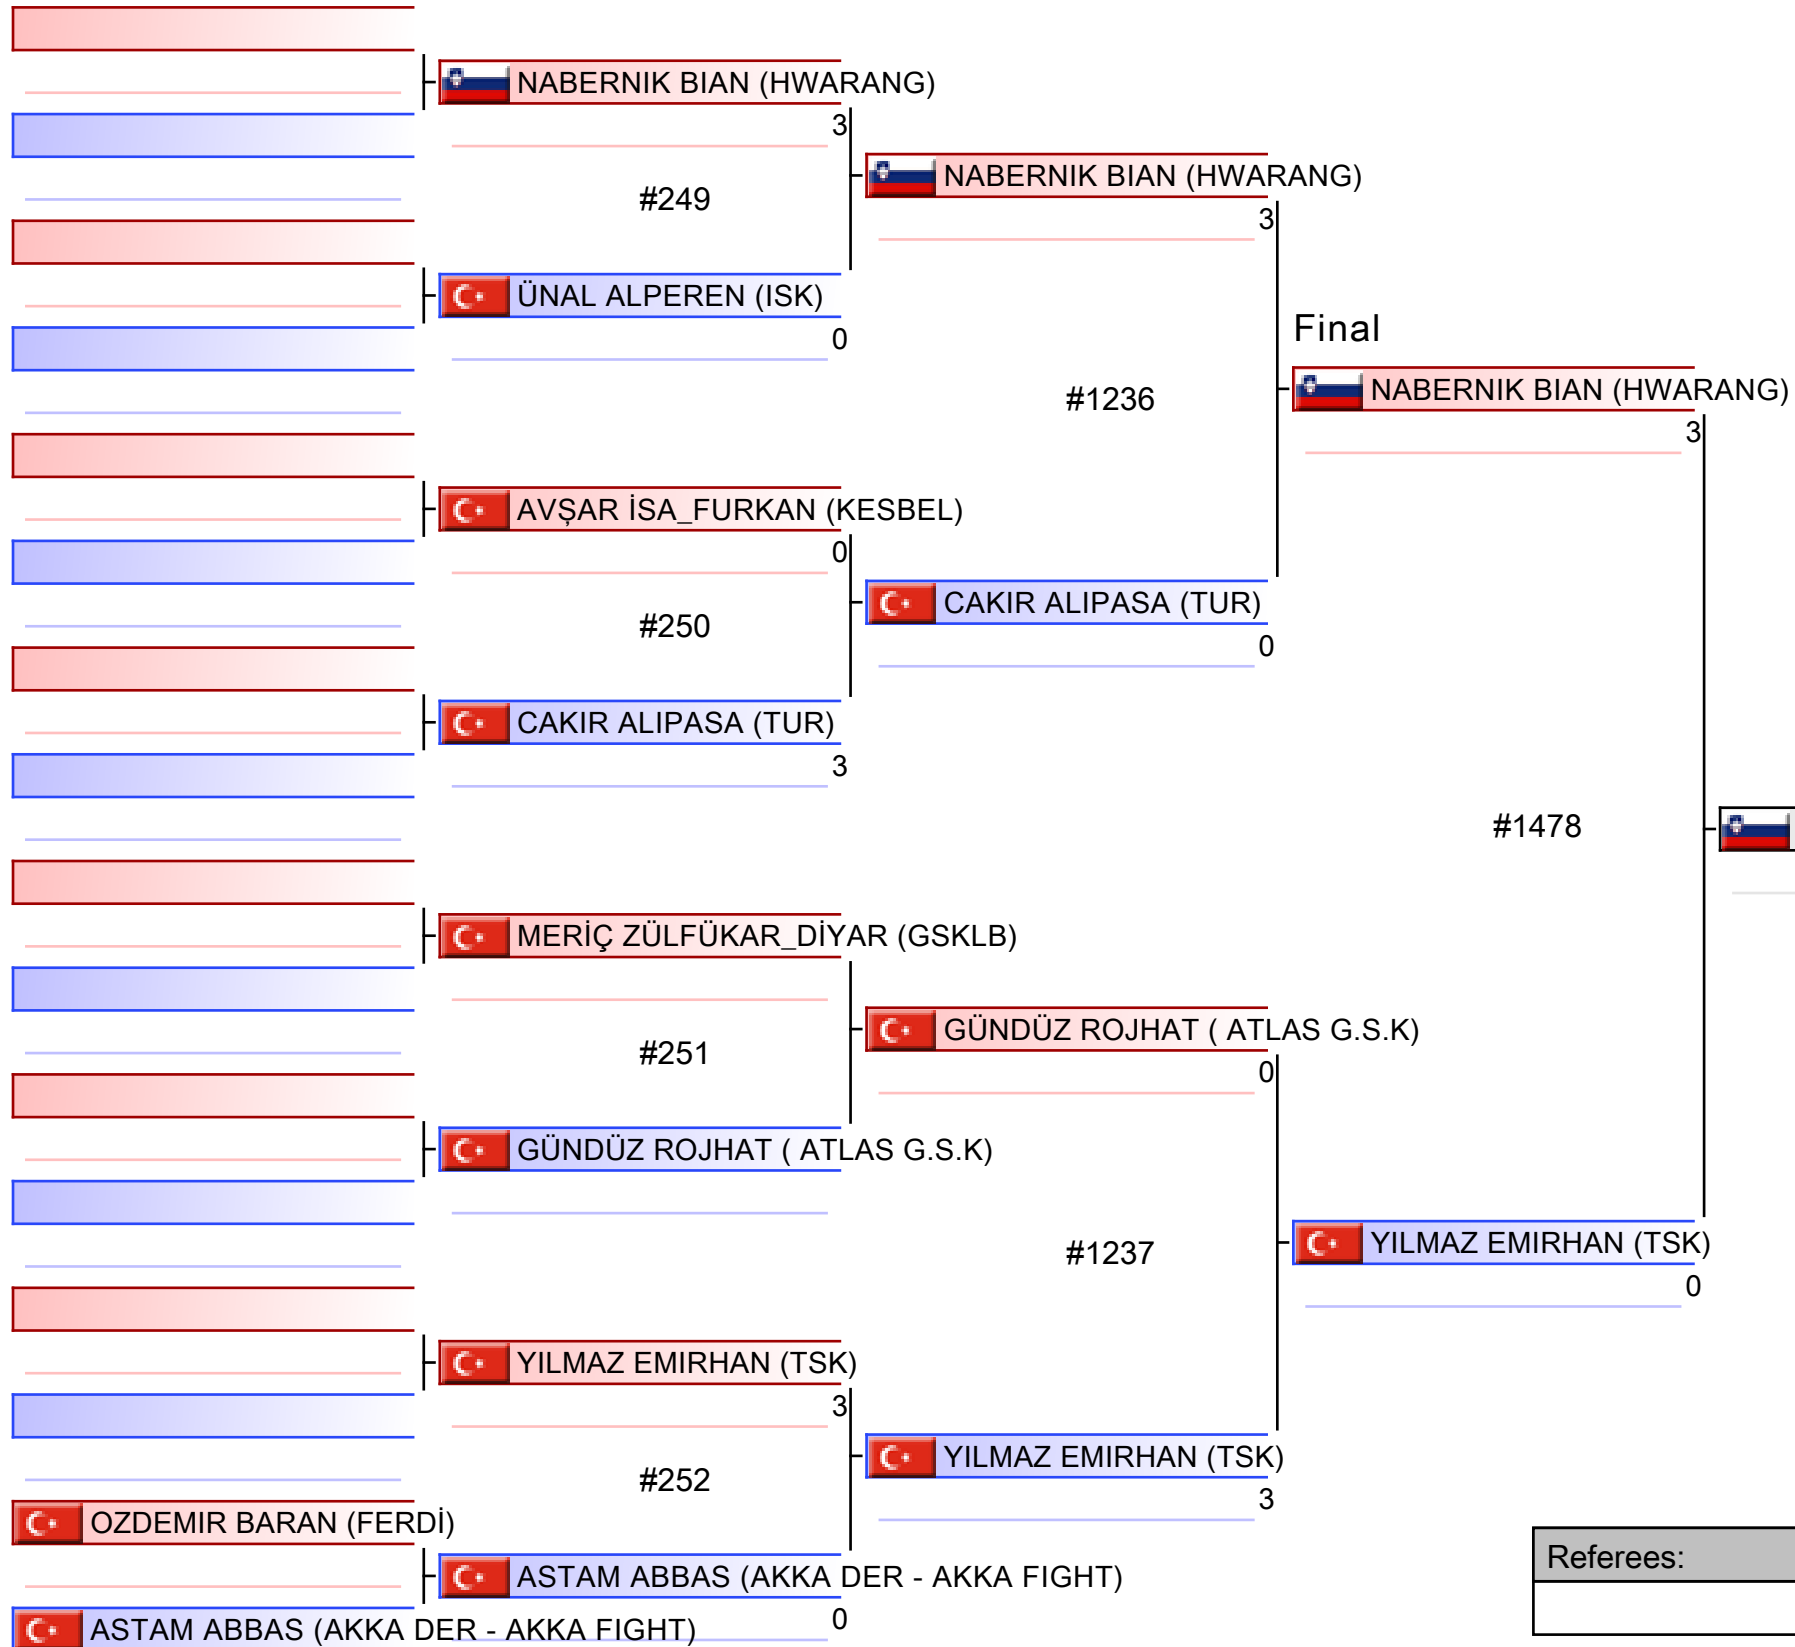 NABERNIK BIAN (HWARANG)
3
NABERNIK BIAN (HWARANG)
#249
3
ÜNAL ALPEREN (ISK)
Final
0
NABERNIK BIAN (HWARANG)
#1236
3
AVŞAR İSA_FURKAN (KESBEL)
0
CAKIR ALIPASA (TUR)
#250
0
CAKIR ALIPASA (TUR)
3
#1478
MERİÇ ZÜLFÜKAR_DİYAR (GSKLB)
GÜNDÜZ ROJHAT ( ATLAS G.S.K)
#251
0
GÜNDÜZ ROJHAT ( ATLAS G.S.K)
YILMAZ EMIRHAN (TSK)
#1237
0
YILMAZ EMIRHAN (TSK)
3
YILMAZ EMIRHAN (TSK)
#252
3
OZDEMIR BARAN (FERDİ)
Referees:
ASTAM ABBAS (AKKA DER - AKKA FIGHT)
0
ASTAM ABBAS (AKKA DER - AKKA FIGHT)